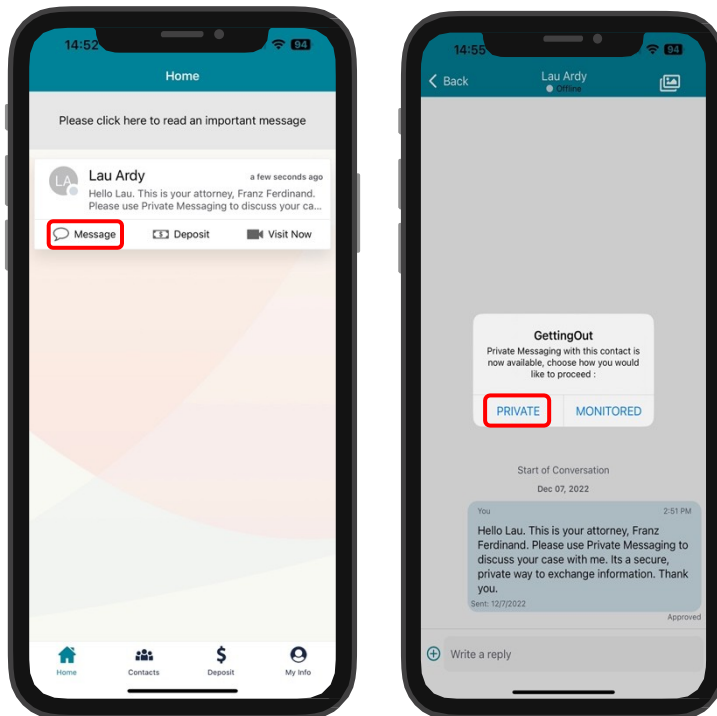 14:52
94
Home
Please click here to read an important message
LA
Lau Ardy
a few seconds ago
Hello Lau. This is your attorney, Franz Ferdinand.
Please use Private Messaging to discuss your ca...
Message
$
Deposit
Visit Now
Home
Contacts
$
Deposit
My Info
14:55
94
Back
Lau Ardy
Offline
GettingOut
Private Messaging with this contact is
now available, choose how you would
like to proceed :
PRIVATE
MONITORED
Start of Conversation
Dec 07, 2022
You
2:51 PM
Hello Lau. This is your attorney, Franz
Ferdinand. Please use Private Messaging to
discuss your case with me. Its a secure,
private way to exchange information. Thank
you.
Sent: 12/7/2022
Approved
Write a reply